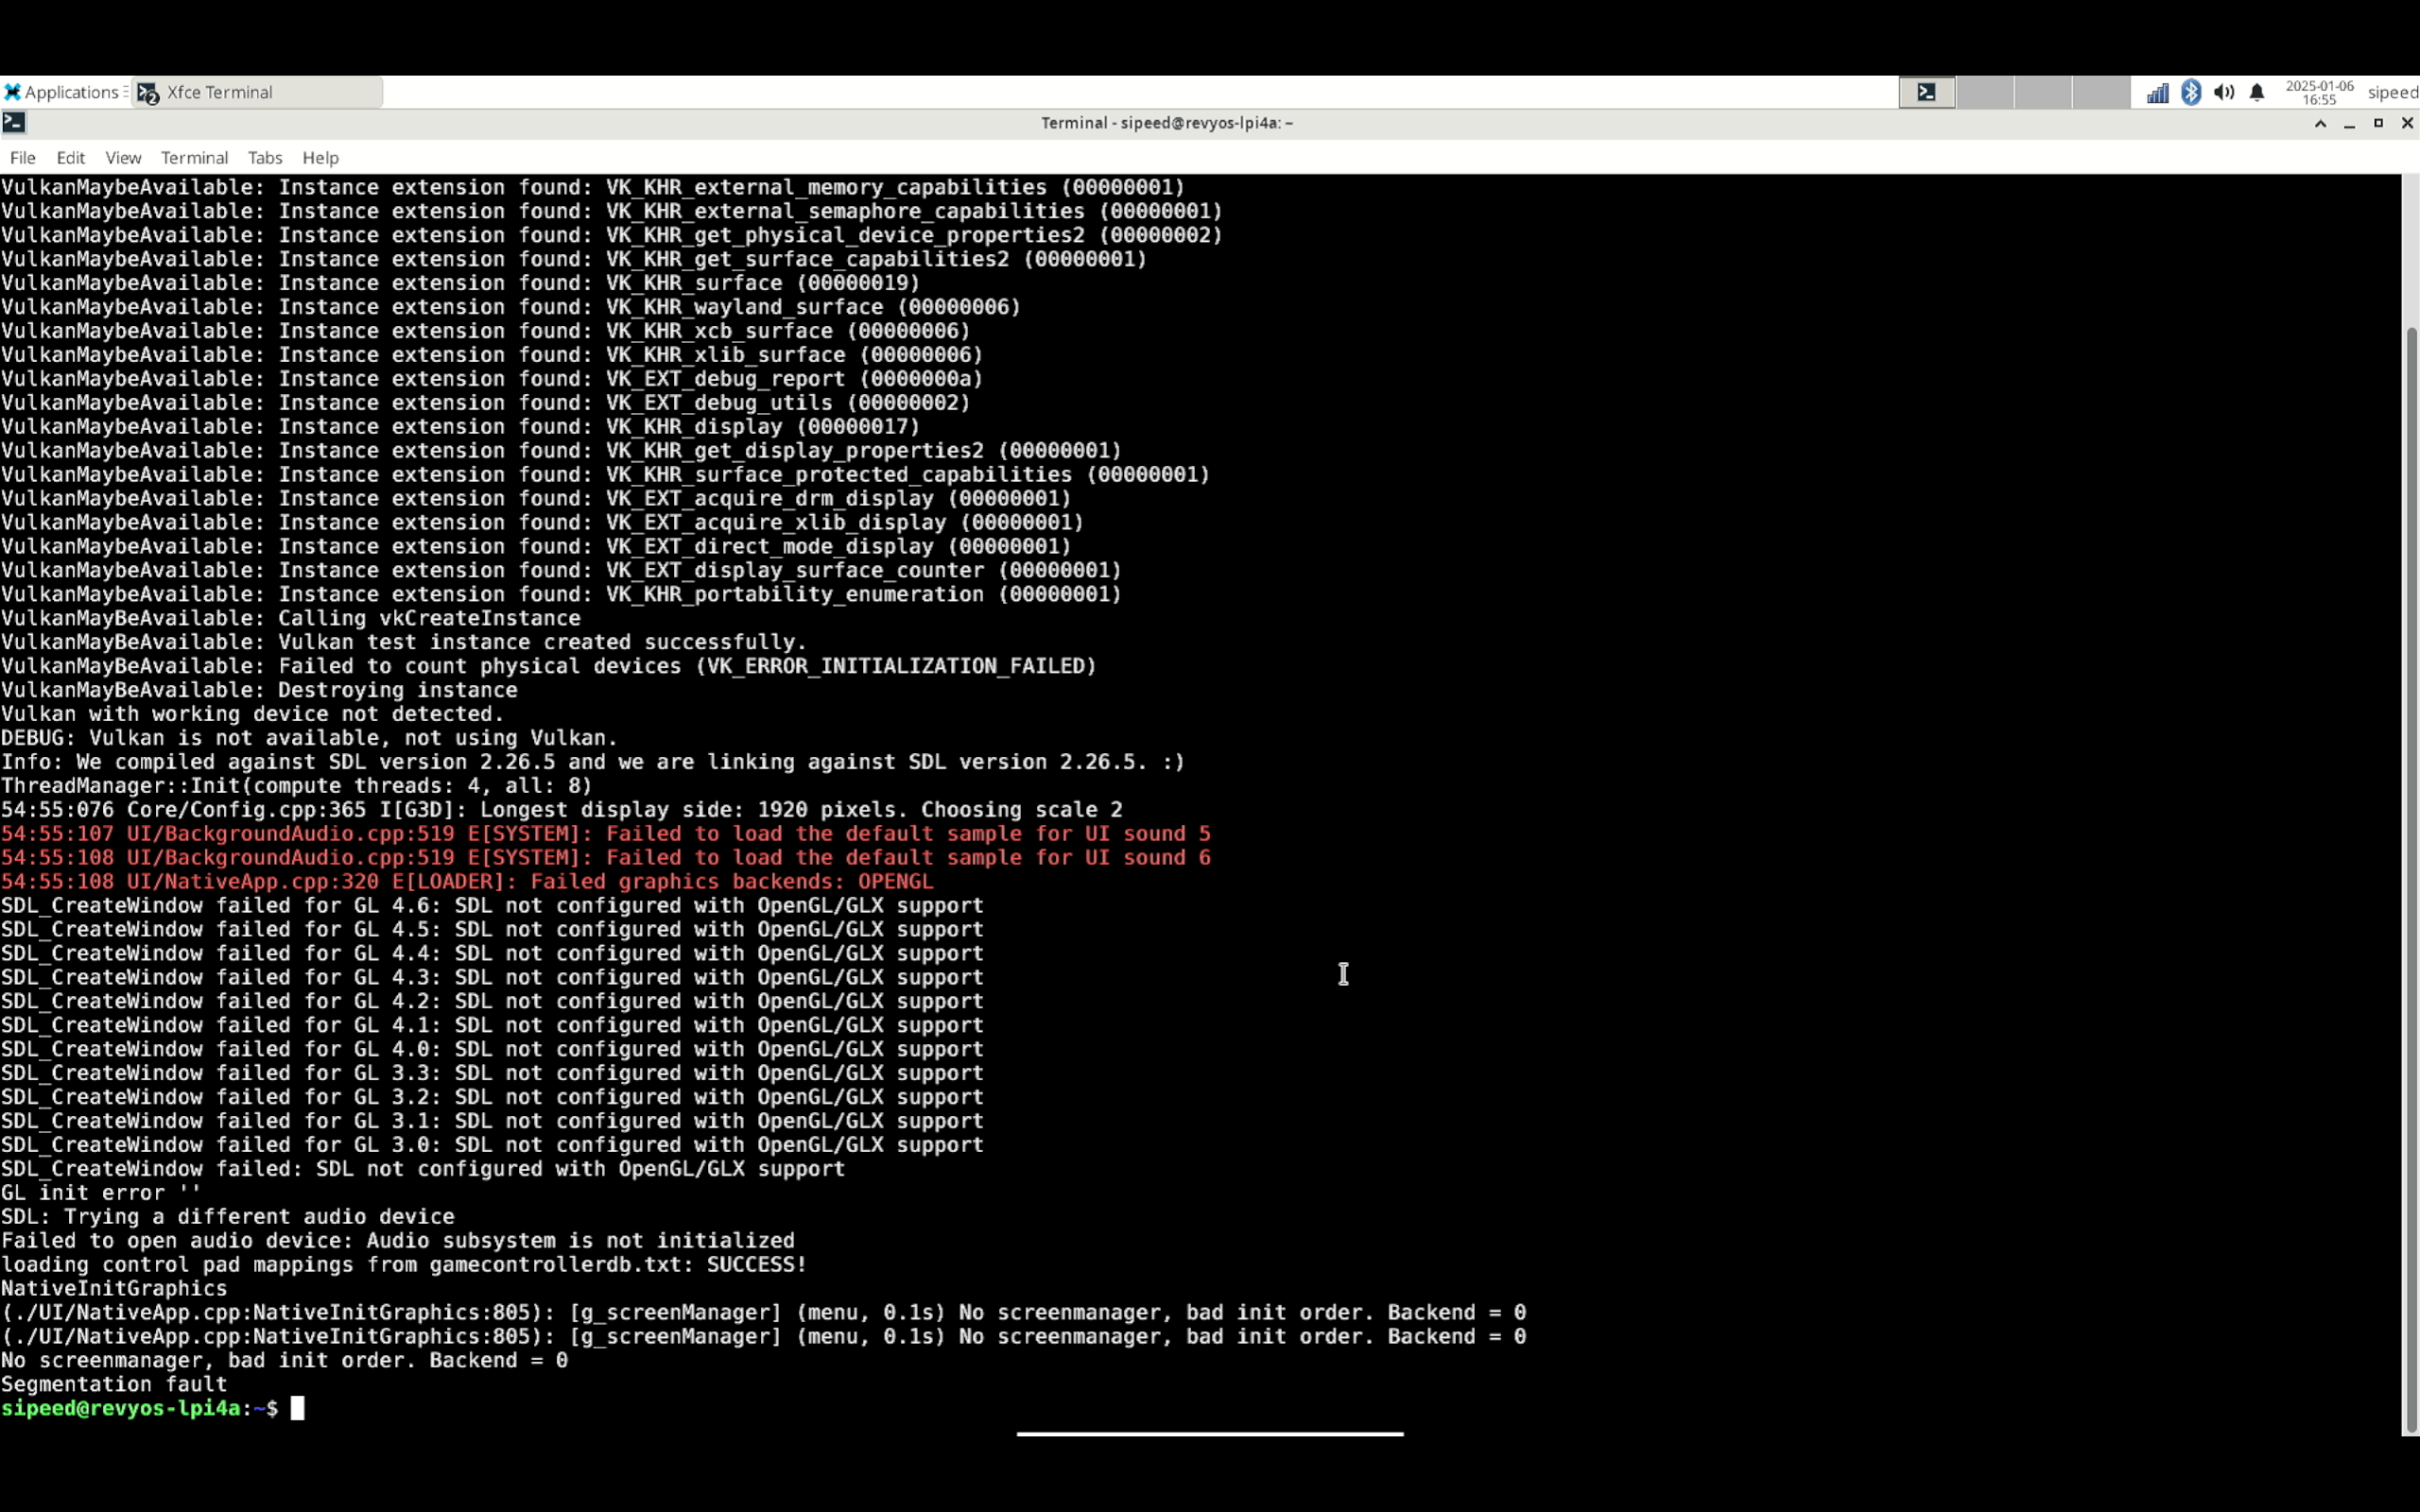 Applications
Xfce Terminal
2025-01-06
16:55
sipeed
Terminal - sipeed@revyos-lpi4a: ~
File Edit View Terminal Tabs Help
VulkanMaybeAvailable: Instance extension found: VK_KHR_external_memory_capabilities (00000001)
VulkanMaybeAvailable: Instance extension found: VK_KHR_external_semaphore_capabilities (00000001)
VulkanMaybeAvailable: Instance extension found: VK_KHR_get_physical_device_properties2 (00000002)
VulkanMaybeAvailable: Instance extension found: VK_KHR_get_surface_capabilities2 (00000001)
VulkanMaybeAvailable: Instance extension found: VK_KHR_surface (00000019)
VulkanMaybeAvailable: Instance extension found: VK_KHR_wayland_surface (00000006)
VulkanMaybeAvailable: Instance extension found: VK_KHR_xcb_surface (00000006)
VulkanMaybeAvailable: Instance extension found: VK_KHR_xlib_surface (00000006)
VulkanMaybeAvailable: Instance extension found: VK_EXT_debug_report (0000000a)
VulkanMaybeAvailable: Instance extension found: VK_EXT_debug_utils (00000002)
VulkanMaybeAvailable: Instance extension found: VK_KHR_display (00000017)
VulkanMaybeAvailable: Instance extension found: VK_KHR_get_display_properties2 (00000001)
VulkanMaybeAvailable: Instance extension found: VK_KHR_surface_protected_capabilities (00000001)
VulkanMaybeAvailable: Instance extension found: VK_EXT_acquire_drm_display (00000001)
VulkanMaybeAvailable: Instance extension found: VK_EXT_acquire_xlib_display (00000001)
VulkanMaybeAvailable: Instance extension found: VK_EXT_direct_mode_display (00000001)
VulkanMaybeAvailable: Instance extension found: VK_EXT_display_surface_counter (00000001)
VulkanMaybeAvailable: Instance extension found: VK_KHR_portability_enumeration (00000001)
VulkanMayBeAvailable: Calling vkCreateInstance
VulkanMayBeAvailable: Vulkan test instance created successfully.
VulkanMayBeAvailable: Failed to count physical devices (VK_ERROR_INITIALIZATION_FAILED)
VulkanMayBeAvailable: Destroying instance
Vulkan with working device not detected.
DEBUG: Vulkan is not available, not using Vulkan.
Info: We compiled against SDL version 2.26.5 and we are linking against SDL version 2.26.5. :)
ThreadManager::Init(compute threads: 4, all: 8)
54:55:076 Core/Config.cpp:365 I[G3D]: Longest display side: 1920 pixels. Choosing scale 2
54:55:107 UI/BackgroundAudio.cpp:519 E[SYSTEM]: Failed to load the default sample for UI sound 5
54:55:108 UI/BackgroundAudio.cpp:519 E[SYSTEM]: Failed to load the default sample for UI sound 6
54:55:108 UI/NativeApp.cpp:320 E[LOADER]: Failed graphics backends: OPENGL
SDL_CreateWindow failed for GL 4.6: SDL not configured with OpenGL/GLX support
SDL_CreateWindow failed for GL 4.5: SDL not configured with OpenGL/GLX support
SDL_CreateWindow failed for GL 4.4: SDL not configured with OpenGL/GLX support
SDL_CreateWindow failed for GL 4.3: SDL not configured with OpenGL/GLX support
SDL_CreateWindow failed for GL 4.2: SDL not configured with OpenGL/GLX support
SDL_CreateWindow failed for GL 4.1: SDL not configured with OpenGL/GLX support
SDL_CreateWindow failed for GL 4.0: SDL not configured with OpenGL/GLX support
SDL_CreateWindow failed for GL 3.3: SDL not configured with OpenGL/GLX support
SDL_CreateWindow failed for GL 3.2: SDL not configured with OpenGL/GLX support
SDL_CreateWindow failed for GL 3.1: SDL not configured with OpenGL/GLX support
SDL_CreateWindow failed for GL 3.0: SDL not configured with OpenGL/GLX support
SDL_CreateWindow failed: SDL not configured with OpenGL/GLX support
GL init error ''
SDL: Trying a different audio device
Failed to open audio device: Audio subsystem is not initialized
loading control pad mappings from gamecontrollerdb.txt: SUCCESS!
NativeInitGraphics
(./UI/NativeApp.cpp:NativeInitGraphics:805): [g_screenManager] (menu, 0.1s) No screenmanager, bad init order. Backend = 0
(./UI/NativeApp.cpp:NativeInitGraphics:805): [g_screenManager] (menu, 0.1s) No screenmanager, bad init order. Backend = 0
No screenmanager, bad init order. Backend = 0
Segmentation fault
sipeed@revyos-lpi4a:~$